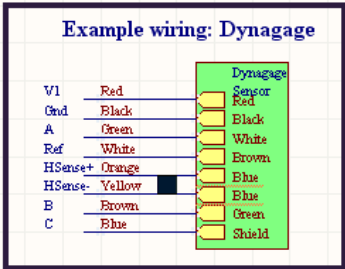 Example wiring: Dynagage
Dynagage
Sensor
V1 Red Red
Gnd Black Black
A Green White
Ref White Brown
HSense+ Orange Blue
HSense- Yellow Blue
B Brown Green
C Blue Shield